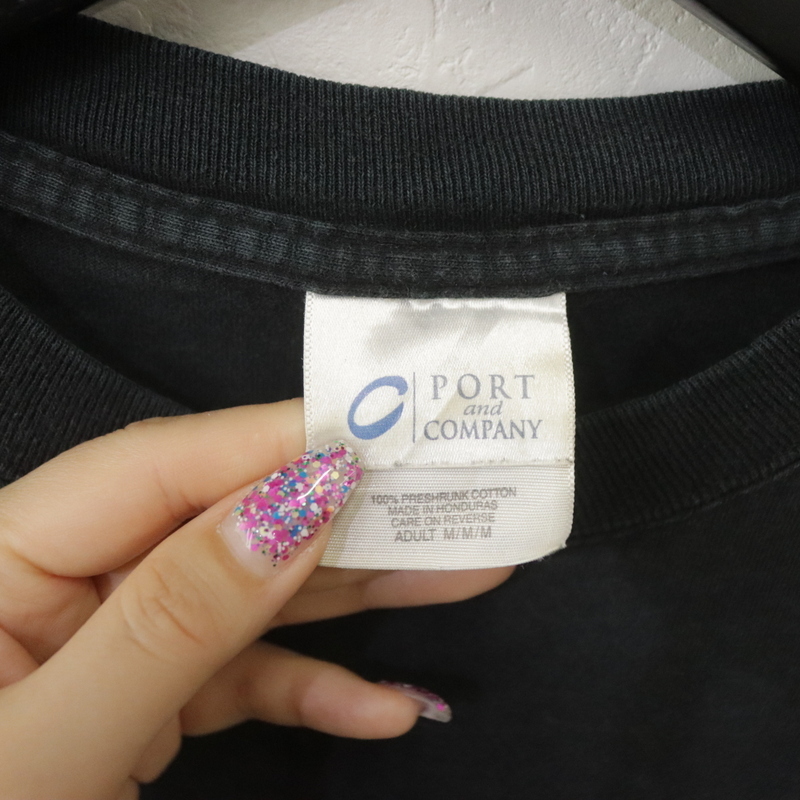 PORT
and
COMPANY
100% PRESHRUNK COTTON
MADE IN HONDURAS
CARE ON REVERSE
ADULT M/M/M